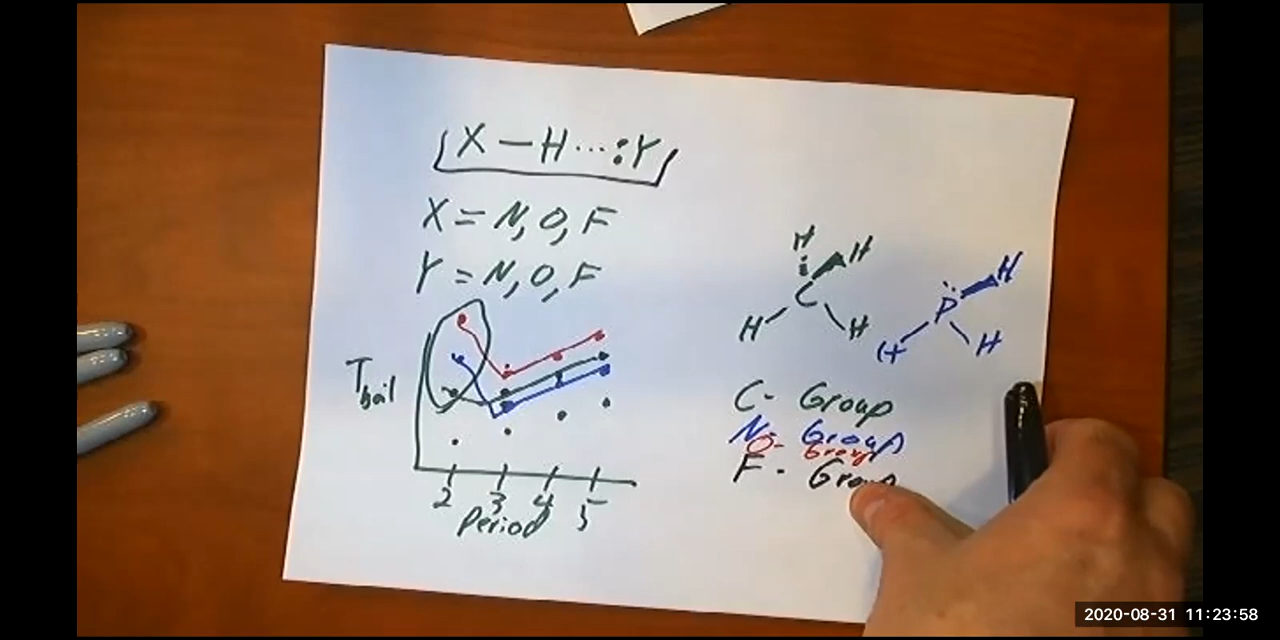 X — H ··· :Y
X = N, O, F
Y = N, O, F
T boil
2 3 4 5
Period
H
H
C
H
H
H
P
H
H
C - Group
N - Group
O - Group
F - Group
2020-08-31 11:23:58